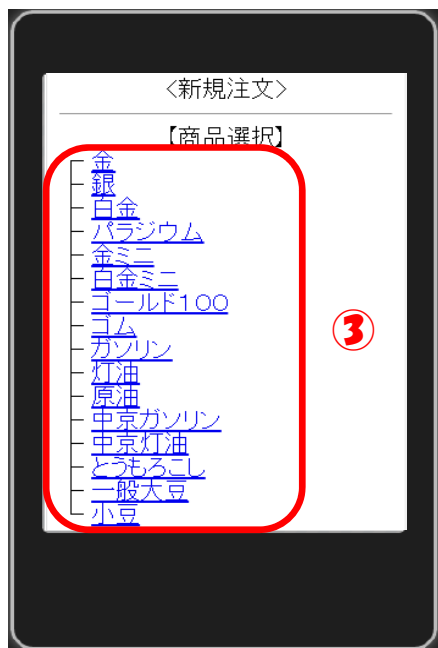 <新規注文>
【商品選択】
金
銀
白金
パラジウム
金ミニ
白金ミニ
ゴールド100
ゴム
ガソリン
灯油
原油
中京ガソリン
中京灯油
とうもろこし
一般大豆
小豆
③